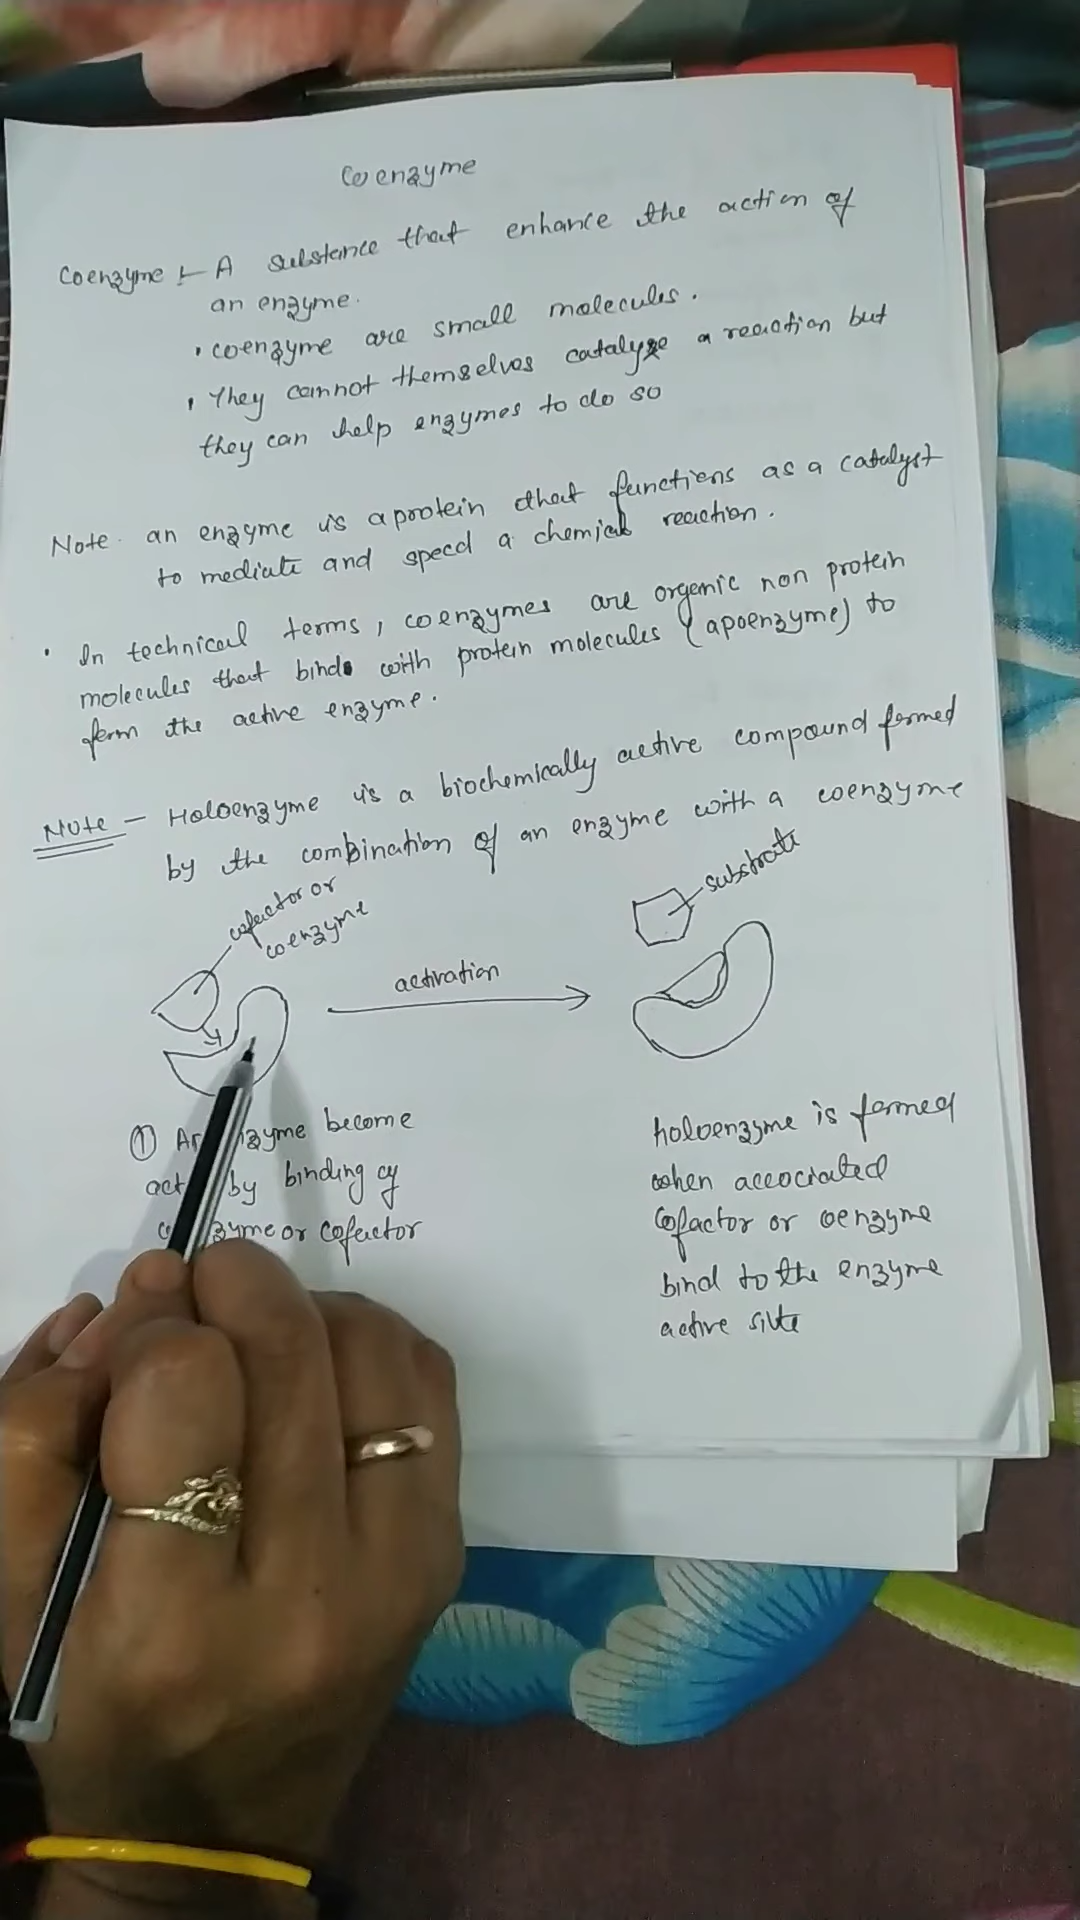 Coenzyme
Coenzyme :- A substance that enhance the action of
an enzyme.
• coenzyme are small molecules.
• They cannot themselves catalyze a reaction but
they can help enzymes to do so
Note. an enzyme is a protein that functions as a catalyst
to mediate and speed a chemical reaction.
• In technical terms, coenzymes are orgenic non protein
molecules that bind with protein molecules (apoenzyme) to
form the active enzyme.
Note - Holoenzyme is a biochemically active compound formed
by the combination of an enzyme with a coenzyme
cofactor or
coenzyme
activation
substrate
① An become
by binding of
or cofactor
holoenzyme is formed
when accociated
cofactor or oenzyme
bind to the enzyme
active site